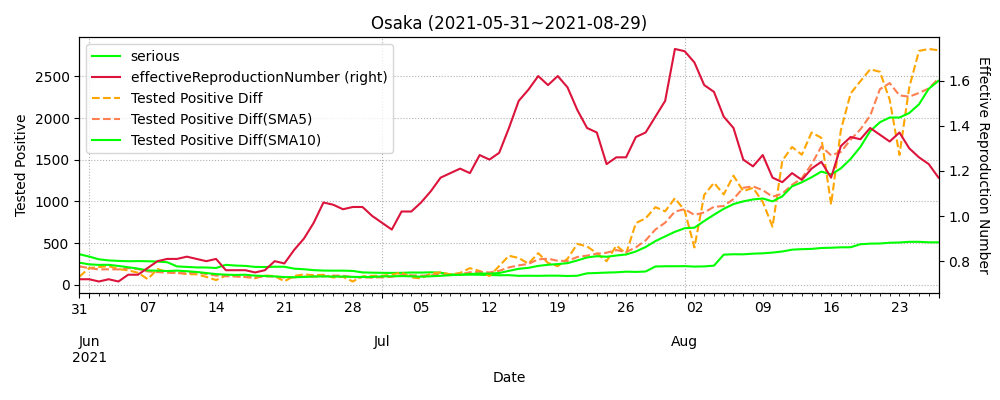 Osaka (2021-05-31~2021-08-29)
serious
effectiveReproductionNumber (right)
Tested Positive Diff
Tested Positive Diff(SMA5)
Tested Positive Diff(SMA10)
Tested Positive
2500
2000
1500
1000
500
0
Effective Reproduction Number
1.6
1.4
1.2
1.0
0.8
31 07 14 21 28 05 12 19 26 02 09 16 23
Jun Jul Aug
2021
Date